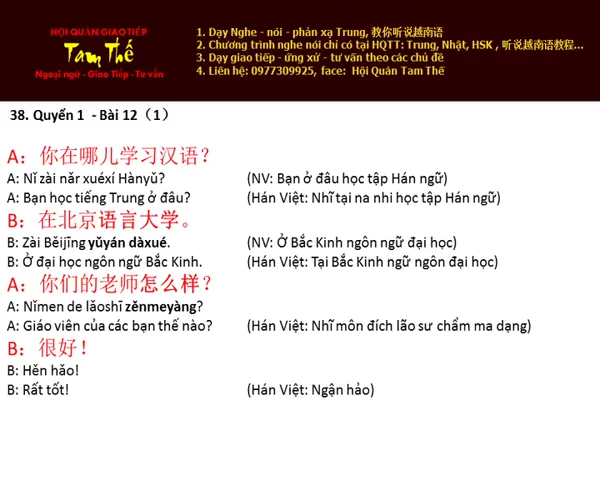 HỘI QUÁN GIAO TIẾP
Tam Thế
Ngoại ngữ - Giao Tiếp - Tư vấn
1. Dạy Nghe - nói - phản xạ Trung, 教你听说越南语
2. Chương trình nghe nói chỉ có tại HQTT: Trung, Nhật, HSK , 听说越南语教程...
3. Dạy giao tiếp - ứng xử - tư vấn theo các chủ đề
4. Liên hệ: 0977309925, face: Hội Quán Tam Thế
38. Quyển 1 - Bài 12（1）
A：你在哪儿学习汉语？
A: Nǐ zài nǎr xuéxí Hànyǔ? (NV: Bạn ở đâu học tập Hán ngữ)
A: Bạn học tiếng Trung ở đâu? (Hán Việt: Nhĩ tại na nhi học tập Hán ngữ)
B：在北京语言大学。
B: Zài Běijīng yǔyán dàxué. (NV: Ở Bắc Kinh ngôn ngữ đại học)
B: Ở đại học ngôn ngữ Bắc Kinh. (Hán Việt: Tại Bắc Kinh ngữ ngôn đại học)
A：你们的老师怎么样？
A: Nǐmen de lǎoshī zěnmeyàng?
A: Giáo viên của các bạn thế nào? (Hán Việt: Nhĩ môn đích lão sư chẩm ma dạng)
B：很好！
B: Hěn hǎo!
B: Rất tốt! (Hán Việt: Ngận hảo)